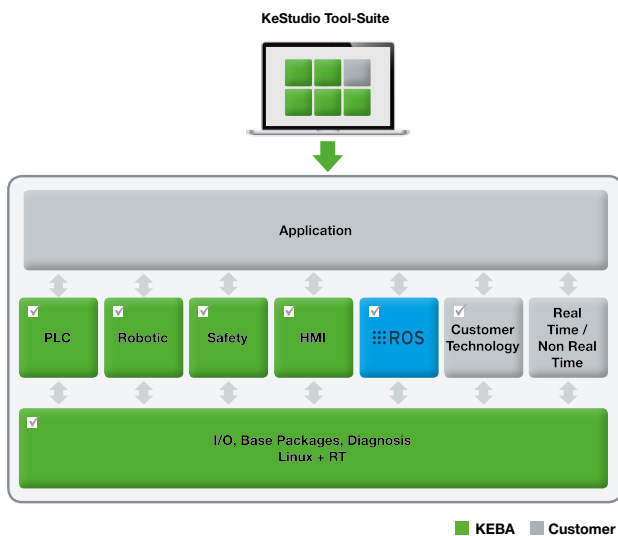 KeStudio Tool-Suite
Application
PLC
Robotic
Safety
HMI
ROS
Customer
Technology
Real
Time /
Non Real
Time
I/O, Base Packages, Diagnosis
Linux + RT
KEBA
Customer